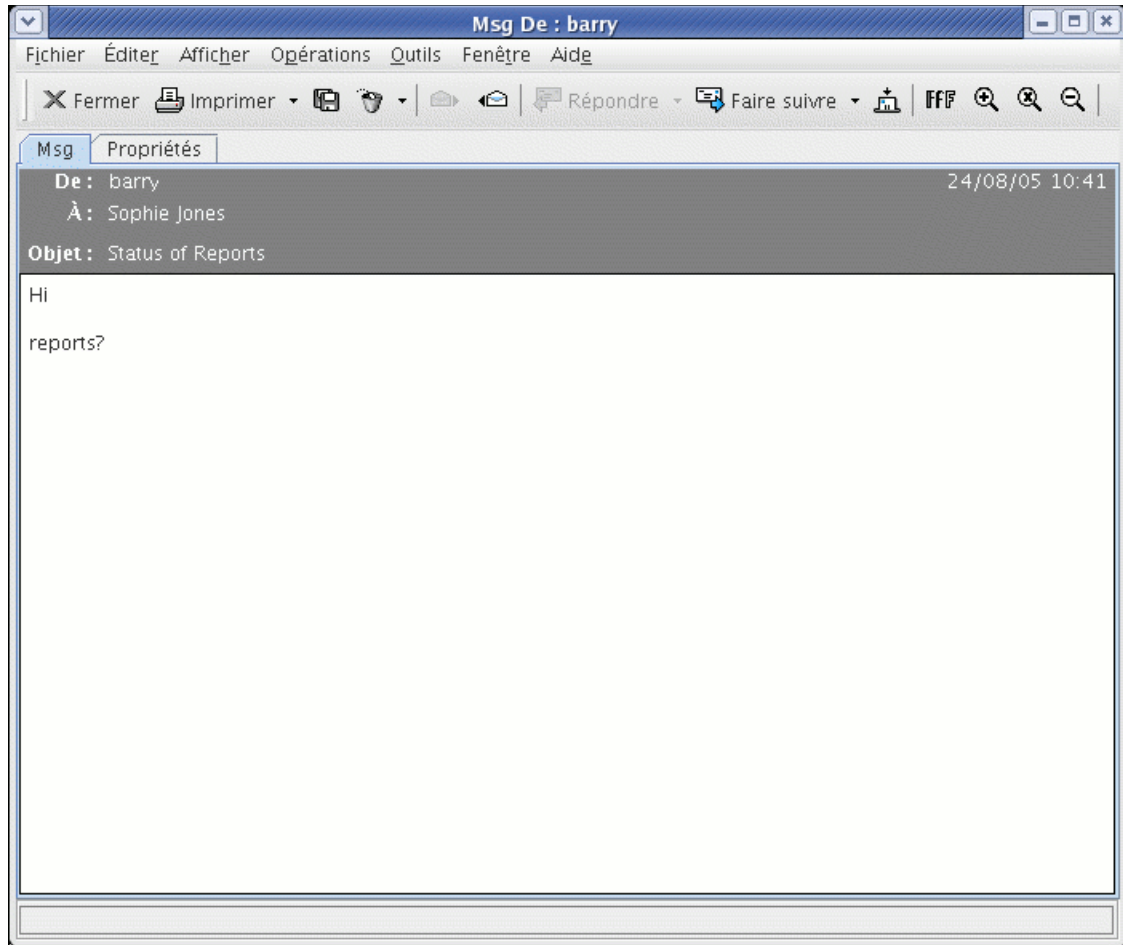 Msg De : barry
Fichier Éditer Afficher Opérations Outils Fenêtre Aide
Fermer Imprimer Répondre Faire suivre
Msg Propriétés
De : barry 24/08/05 10:41
À : Sophie Jones
Objet : Status of Reports
Hi
reports?